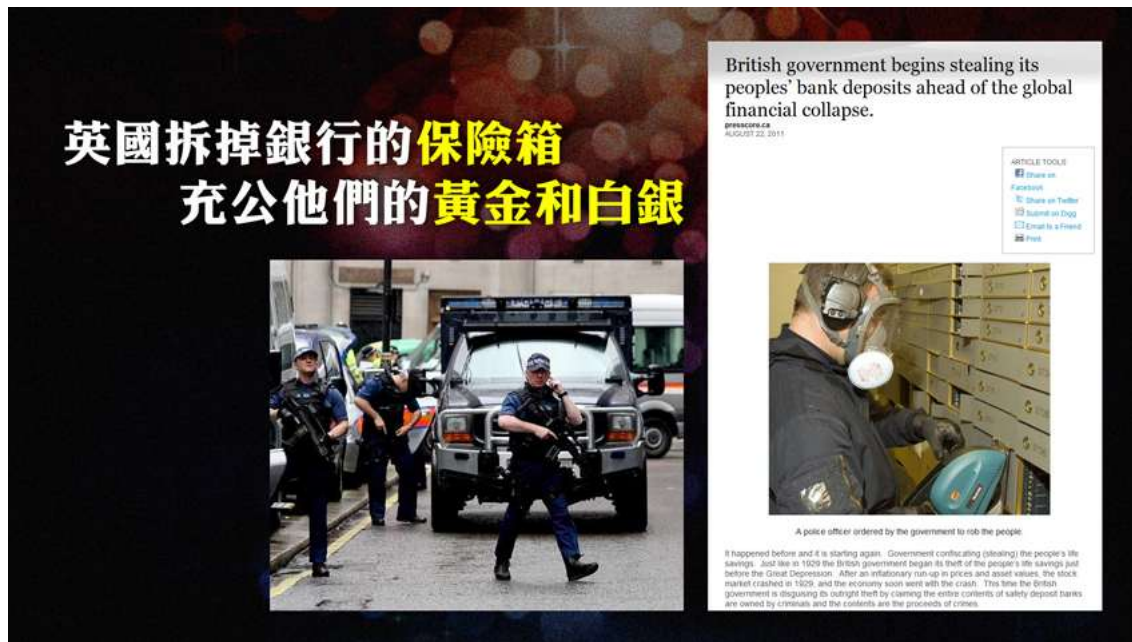 英國拆掉銀行的保險箱
充公他們的黃金和白銀
British government begins stealing its
peoples' bank deposits ahead of the global
financial collapse.
presscore.ca
AUGUST 22, 2011
ARTICLE TOOLS
Share on
Facebook
Share on Twitter
Submit on Digg
Email to a Friend
Print
A police officer ordered by the government to rob the people.
It happened before and it is starting again. Government confiscating (stealing) the people's life
savings. Just like in 1929 the British government began its theft of the people's life savings just
before the Great Depression. After an inflationary run-up in prices and asset values, the stock
market crashed in 1929, and the economy soon went with the crash. This time the British
government is disguising its outright theft by claiming the entire contents of safety deposit banks
are owned by criminals and the contents are the proceeds of crimes.